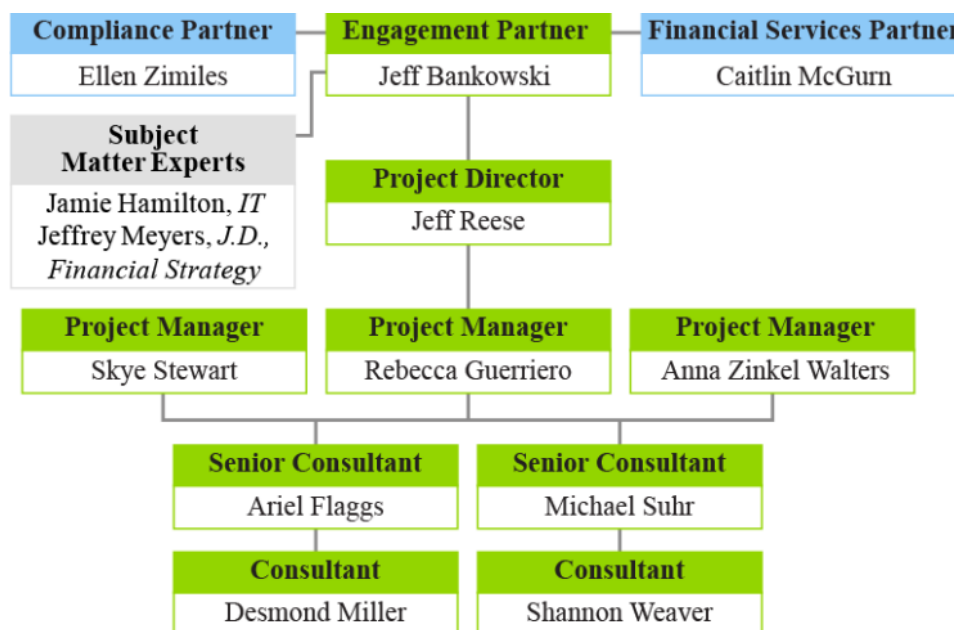 Compliance Partner
Ellen Zimiles
Engagement Partner
Jeff Bankowski
Financial Services Partner
Caitlin McGurn
Subject
Matter Experts
Jamie Hamilton, IT
Jeffrey Meyers, J.D.,
Financial Strategy
Project Director
Jeff Reese
Project Manager
Skye Stewart
Project Manager
Rebecca Guerriero
Project Manager
Anna Zinkel Walters
Senior Consultant
Ariel Flaggs
Senior Consultant
Michael Suhr
Consultant
Desmond Miller
Consultant
Shannon Weaver